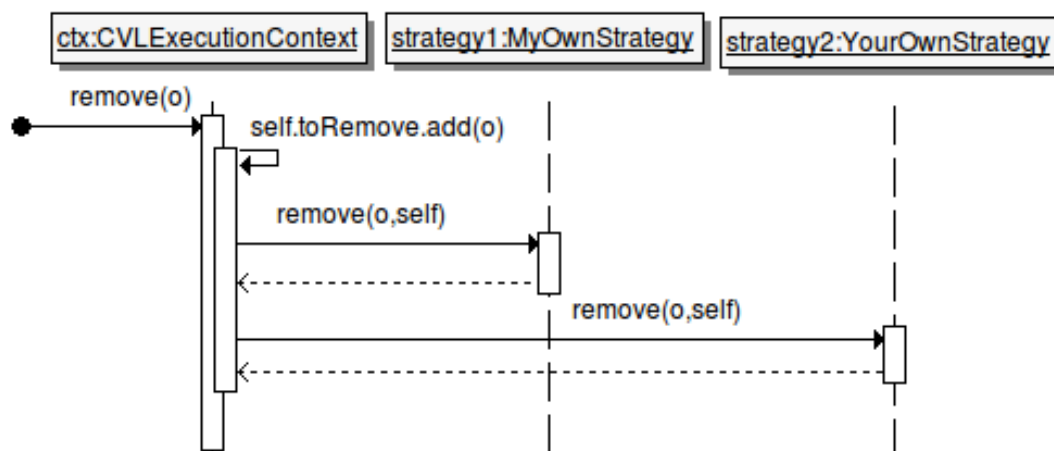 ctx:CVLExecutionContext
strategy1:MyOwnStrategy
strategy2:YourOwnStrategy
remove(o)
self.toRemove.add(o)
remove(o,self)
remove(o,self)